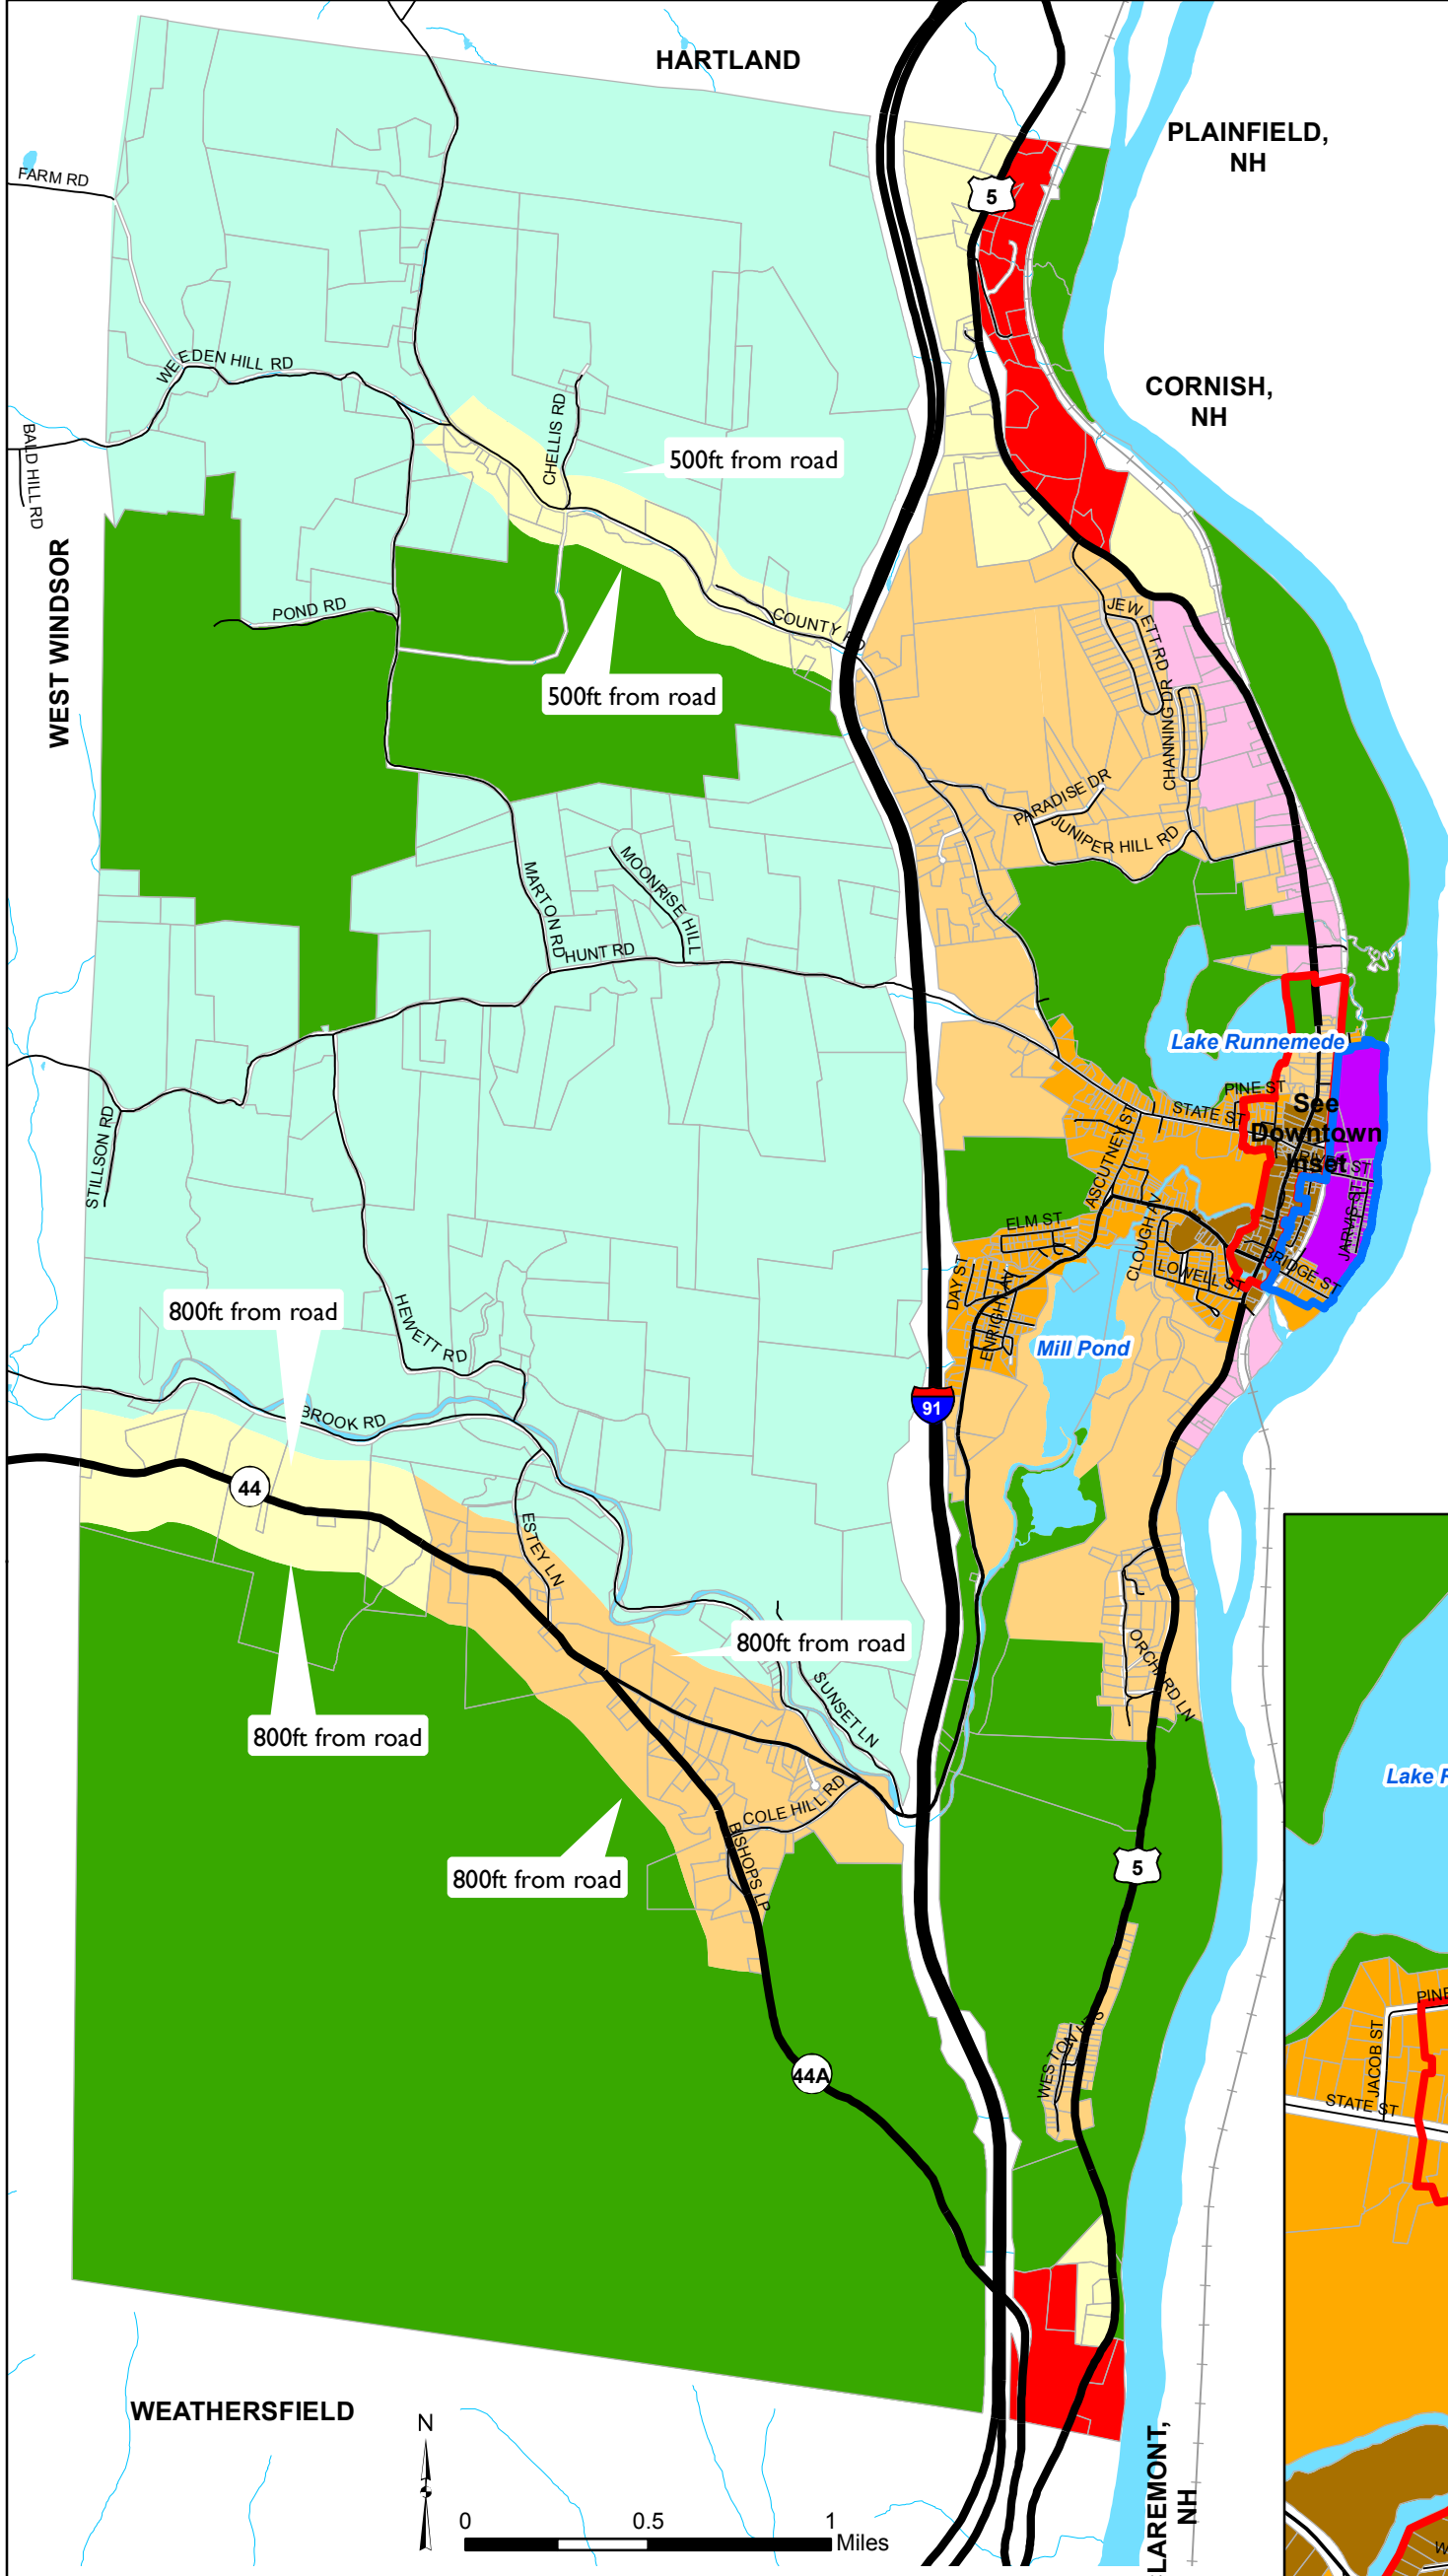 HARTLAND
PLAINFIELD,
NH
FARM RD
5
WEEDEN HILL RD
CORNISH,
NH
BALD HILL RD
CHELLIS RD
500ft from road
WEST WINDSOR
POND RD
COUNTY RD
JEWETT RD
500ft from road
CHANNING DR
PARADISE DR
JUNIPER HILL RD
MARTON RD
MOONRISE HILL
HUNT RD
Lake Runnemede
PINE ST
See
Downtown
Inset
STATE ST
ASCUTNEY ST
STILLSON RD
JARVIS ST
ELM ST
CLOUGH AV
BRIDGE ST
LOWELL ST
DAY ST
ENRIGHT AV
800ft from road
HEWETT RD
Mill Pond
BROOK RD
91
44
ESTEY LN
800ft from road
ORCHARD LN
SUNSET LN
800ft from road
Lake R
COLE HILL RD
BISHOPS LP
800ft from road
5
PINE
JACOB ST
WESTON HTS
44A
STATE ST
WEATHERSFIELD
N
0
0.5
1
Miles
LAREMONT,
NH
W